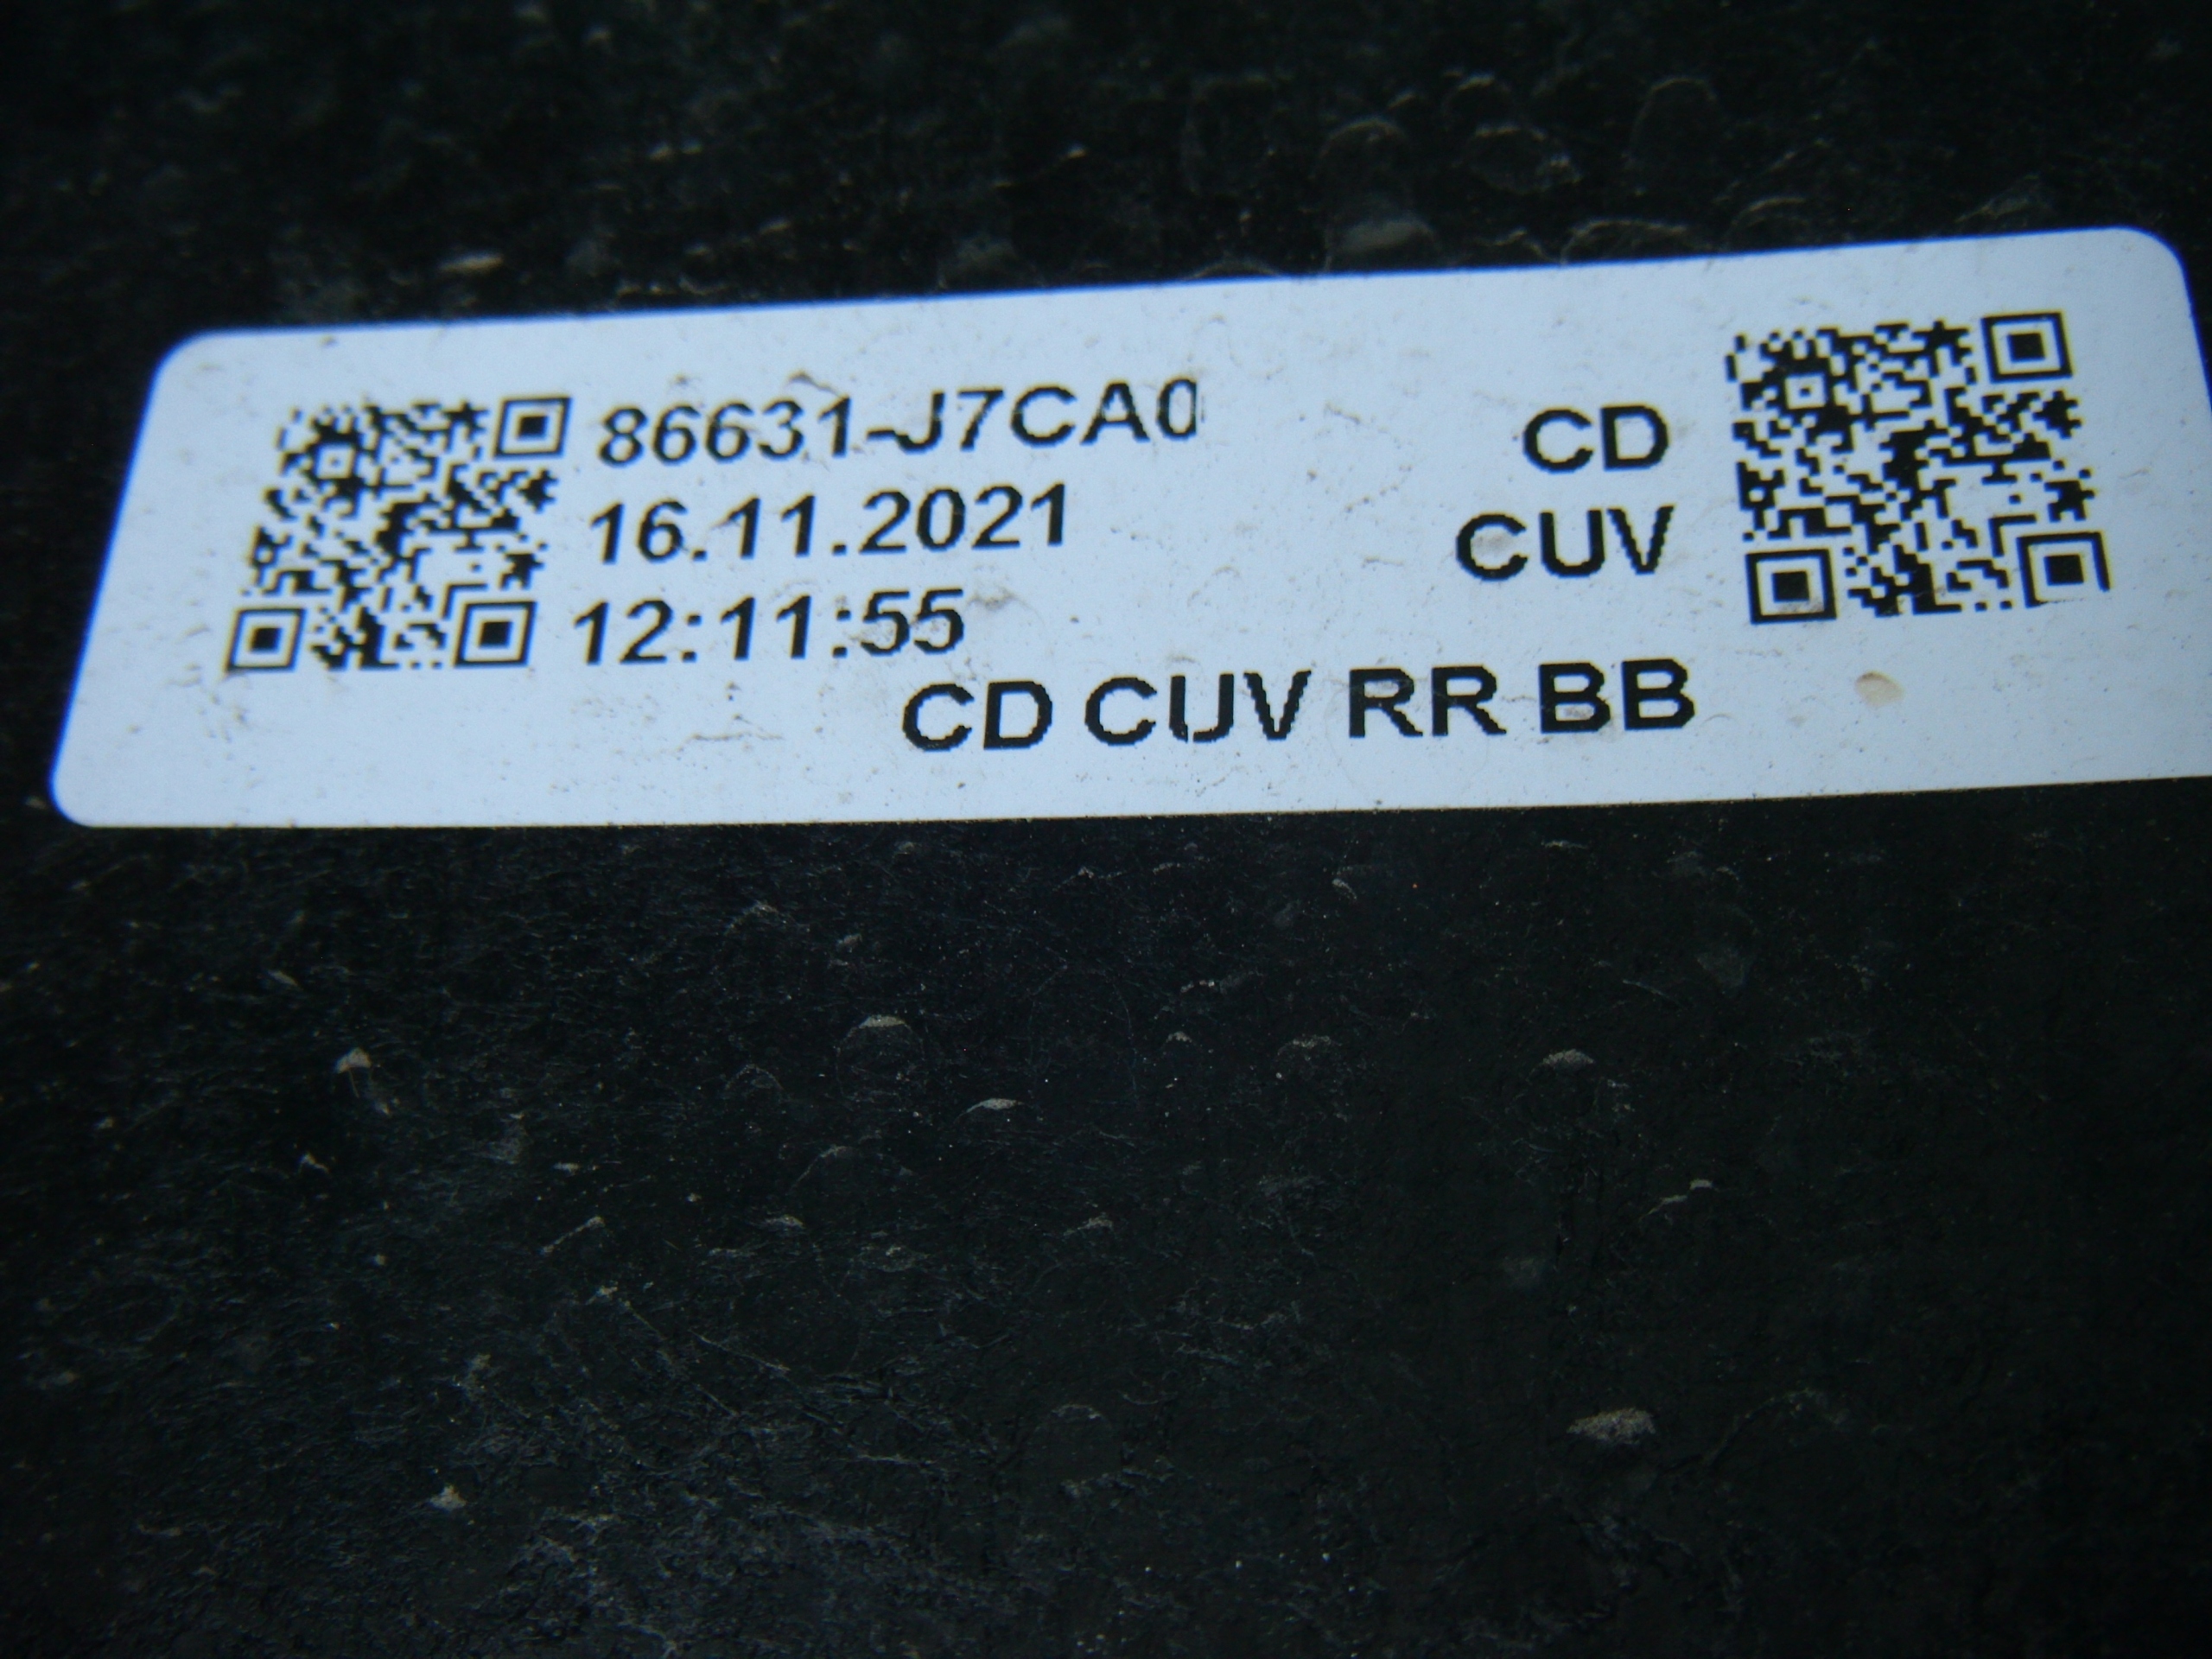 86631-J7CA0
16.11.2021
12:11:55
CD
CUV
CD CUV RR BB